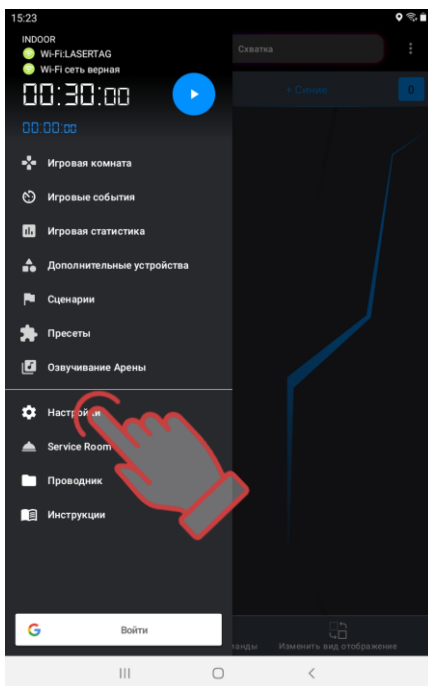 15:23
INDOOR
Wi-Fi:LASERTAG
Wi-Fi сеть верная
00:30:00
00:00:00
Схватка
+ Синие
0
Игровая комната
Игровые события
Игровая статистика
Дополнительные устройства
Сценарии
Пресеты
Озвучивание Арены
Настройки
Service Room
Проводник
Инструкции
G
Войти
Изменить вид отображение